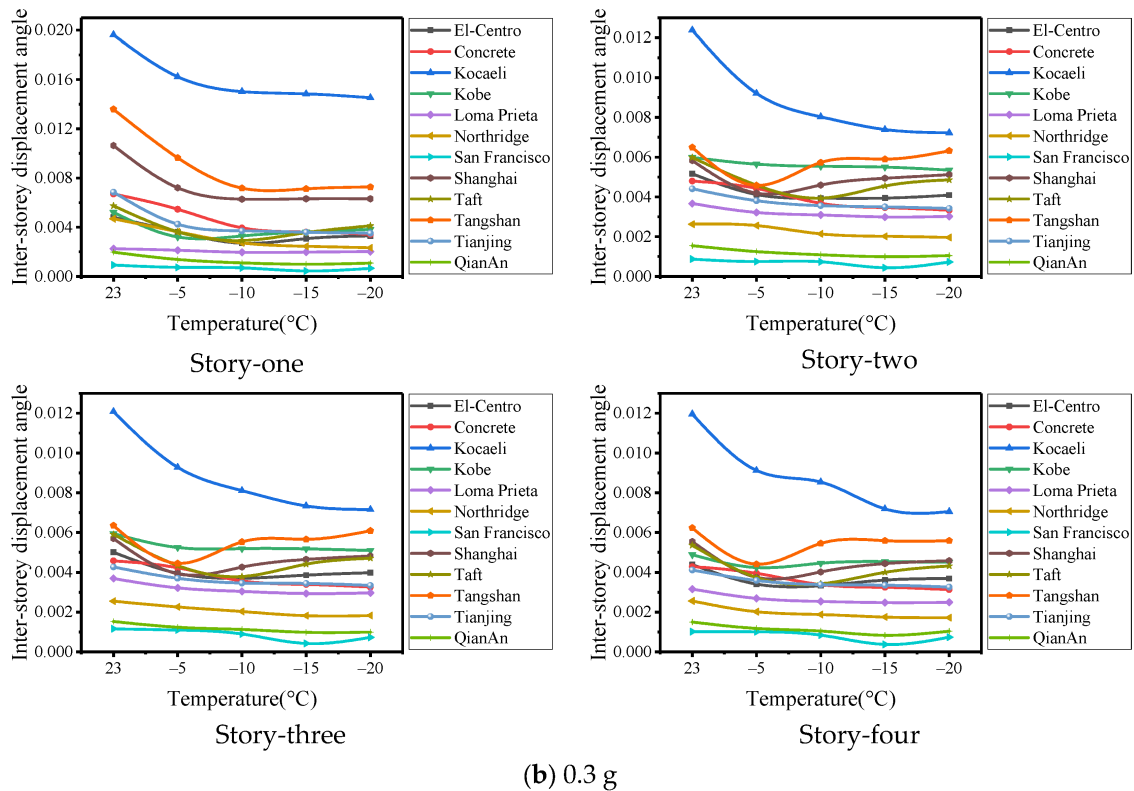 Inter-storey displacement angle
0.020
0.016
0.012
0.008
0.004
0.000
23 –5 –10 –15 –20
Temperature(°C)
El-Centro
Concrete
Kocaeli
Kobe
Loma Prieta
Northridge
San Francisco
Shanghai
Taft
Tangshan
Tianjing
QianAn
Story-one
Inter-storey displacement angle
0.012
0.010
0.008
0.006
0.004
0.002
0.000
23 –5 –10 –15 –20
Temperature(°C)
El-Centro
Concrete
Kocaeli
Kobe
Loma Prieta
Northridge
San Francisco
Shanghai
Taft
Tangshan
Tianjing
QianAn
Story-two
Inter-storey displacement angle
0.012
0.010
0.008
0.006
0.004
0.002
0.000
23 –5 –10 –15 –20
Temperature(°C)
El-Centro
Concrete
Kocaeli
Kobe
Loma Prieta
Northridge
San Francisco
Shanghai
Taft
Tangshan
Tianjing
QianAn
Story-three
Inter-storey displacement angle
0.012
0.010
0.008
0.006
0.004
0.002
0.000
23 –5 –10 –15 –20
Temperature(°C)
El-Centro
Concrete
Kocaeli
Kobe
Loma Prieta
Northridge
San Francisco
Shanghai
Taft
Tangshan
Tianjing
QianAn
Story-four
(b) 0.3 g